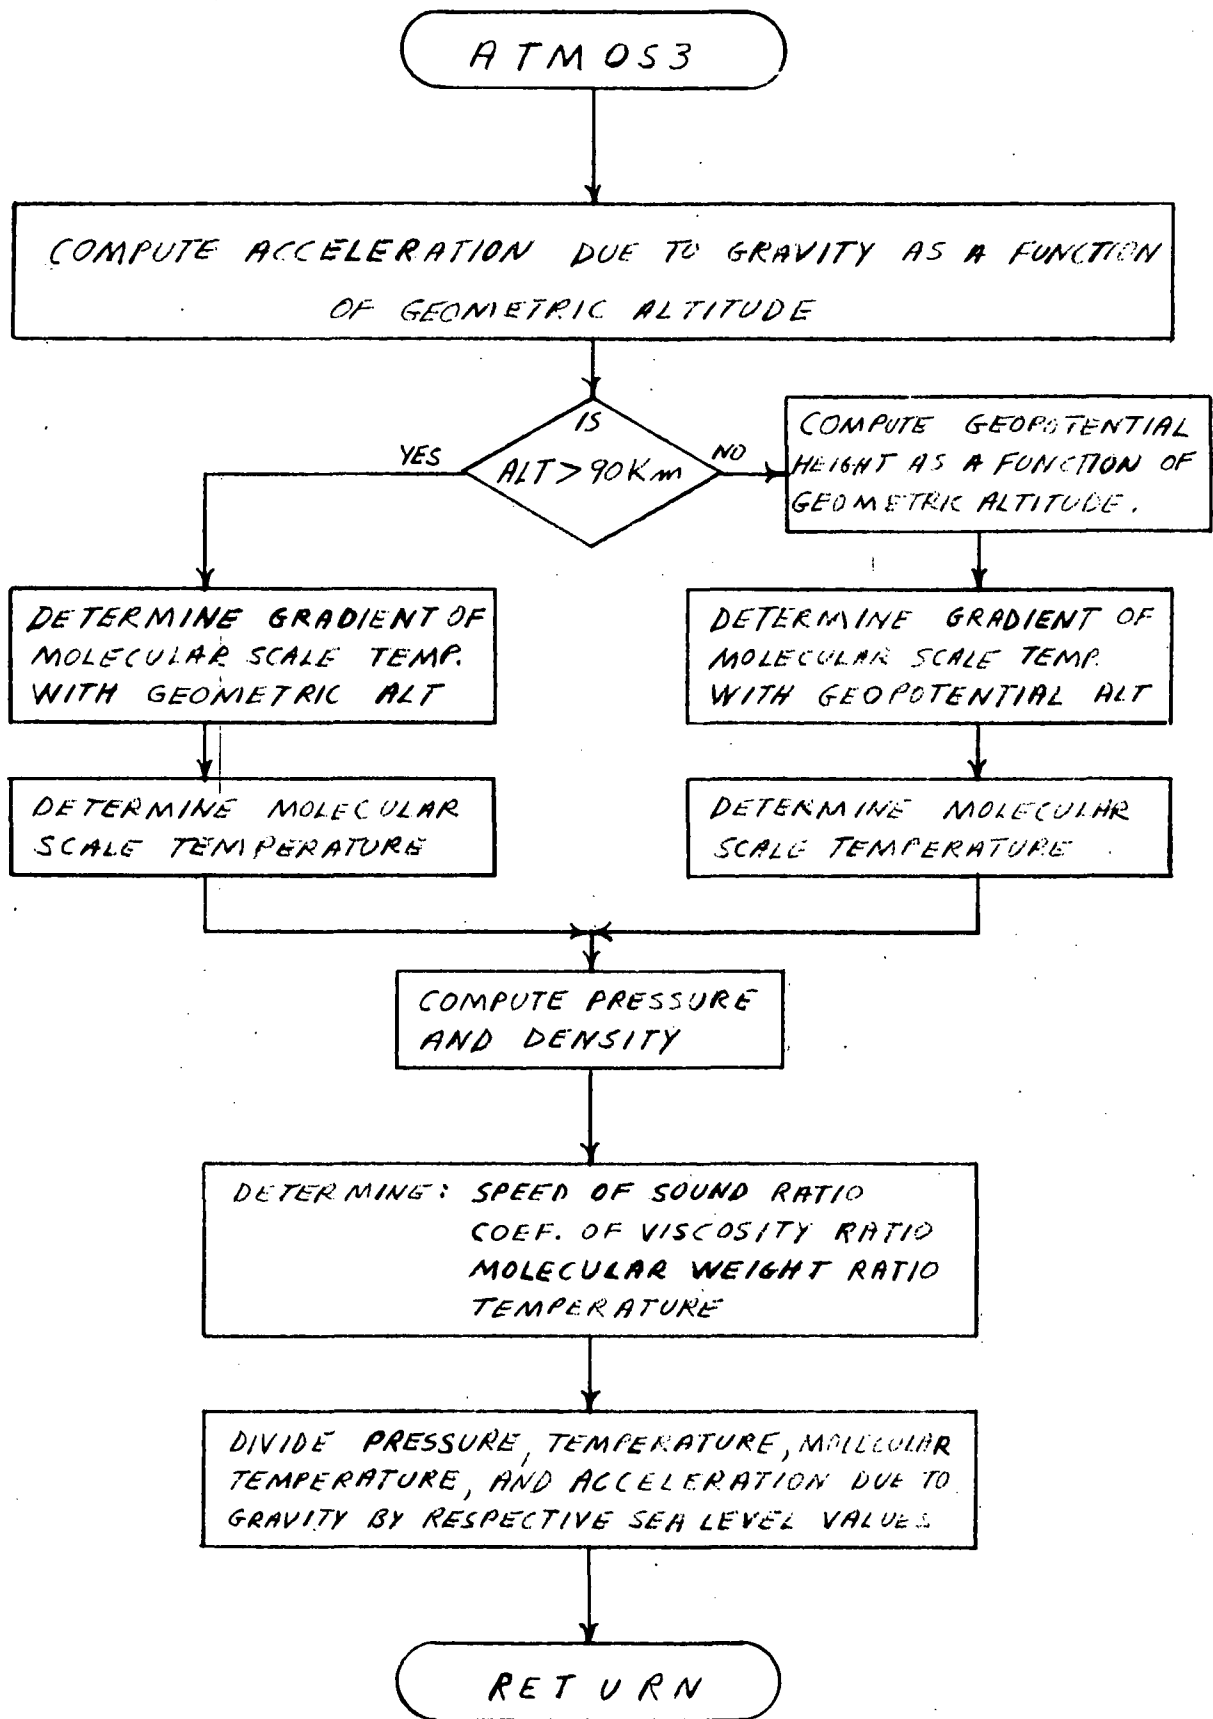 ATMOS3
COMPUTE ACCELERATION DUE TO GRAVITY AS A FUNCTION
OF GEOMETRIC ALTITUDE
IS
ALT > 90 Km
YES
NO
COMPUTE GEOPOTENTIAL
HEIGHT AS A FUNCTION OF
GEOMETRIC ALTITUDE.
DETERMINE GRADIENT OF
MOLECULAR SCALE TEMP.
WITH GEOMETRIC ALT
DETERMINE GRADIENT OF
MOLECULAR SCALE TEMP.
WITH GEOPOTENTIAL ALT
DETERMINE MOLECULAR
SCALE TEMPERATURE
DETERMINE MOLECULAR
SCALE TEMPERATURE
COMPUTE PRESSURE
AND DENSITY
DETERMINE: SPEED OF SOUND RATIO
COEF. OF VISCOSITY RATIO
MOLECULAR WEIGHT RATIO
TEMPERATURE
DIVIDE PRESSURE, TEMPERATURE, MOLECULAR
TEMPERATURE, AND ACCELERATION DUE TO
GRAVITY BY RESPECTIVE SEA LEVEL VALUES
RETURN